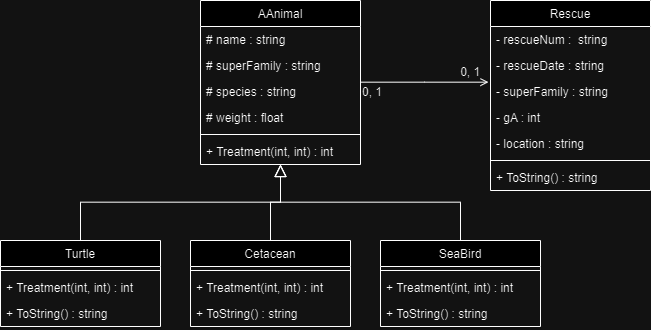 AAnimal
# name : string
# superFamily : string
# species : string
# weight : float
+ Treatment(int, int) : int
0, 1
0, 1
Rescue
- rescueNum :  string
- rescueDate : string
- superFamily : string
- gA : int
- location : string
+ ToString() : string
Turtle
+ Treatment(int, int) : int
+ ToString() : string
Cetacean
+ Treatment(int, int) : int
+ ToString() : string
SeaBird
+ Treatment(int, int) : int
+ ToString() : string